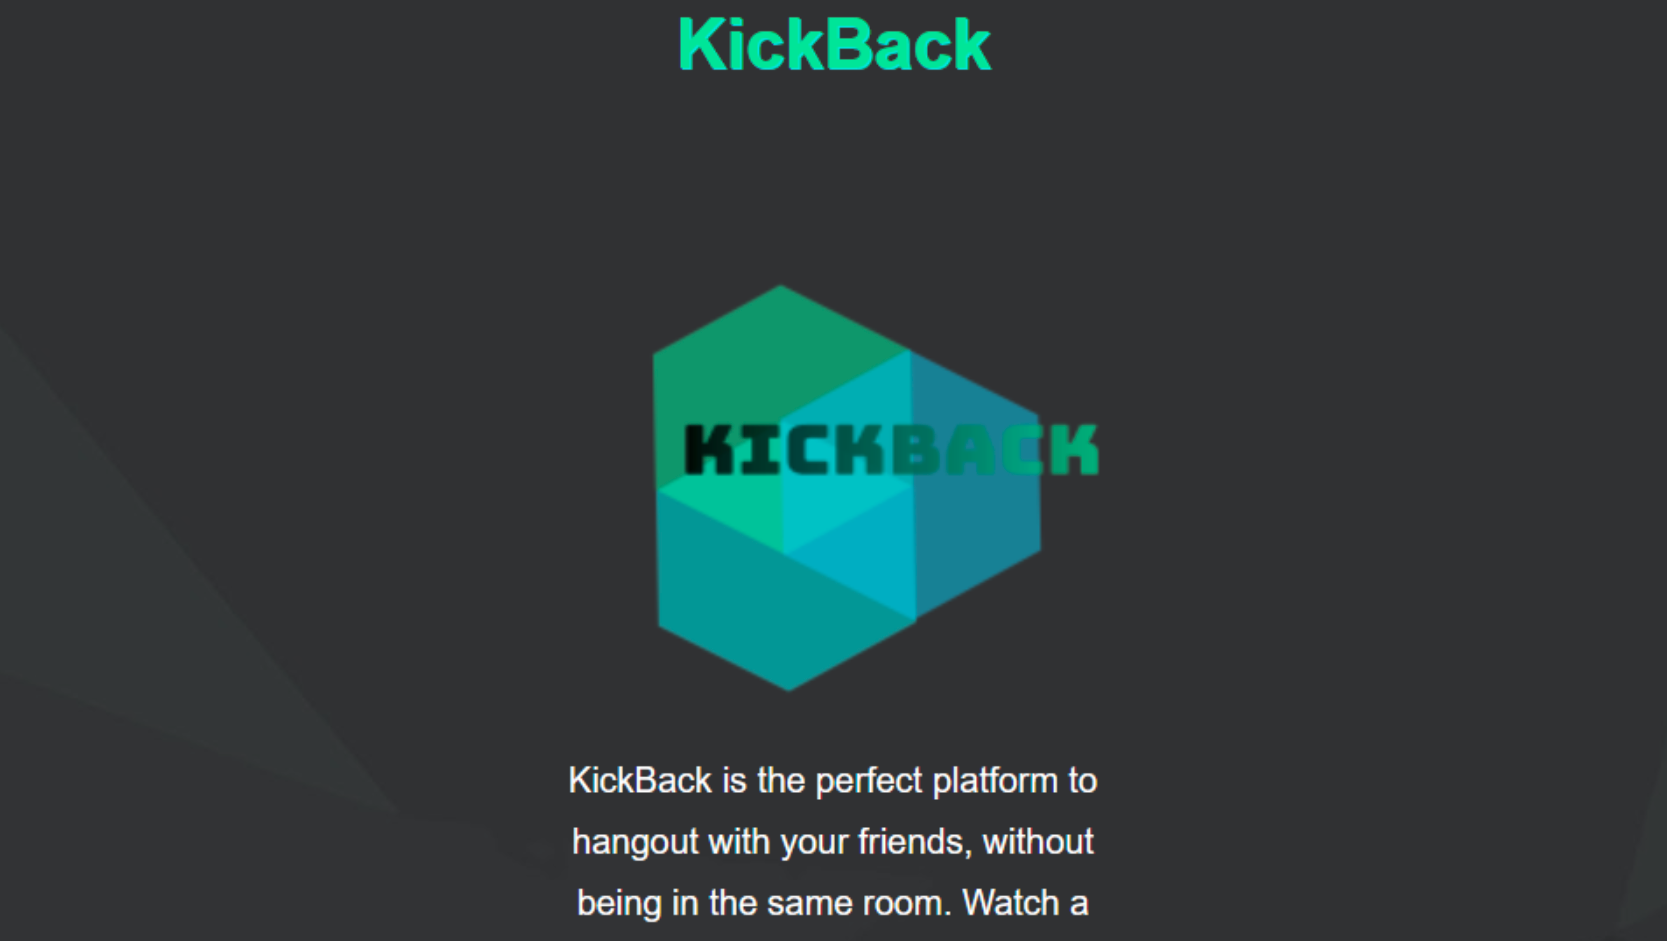 KickBack
KICKBACK
KickBack is the perfect platform to
hangout with your friends, without
being in the same room. Watch a